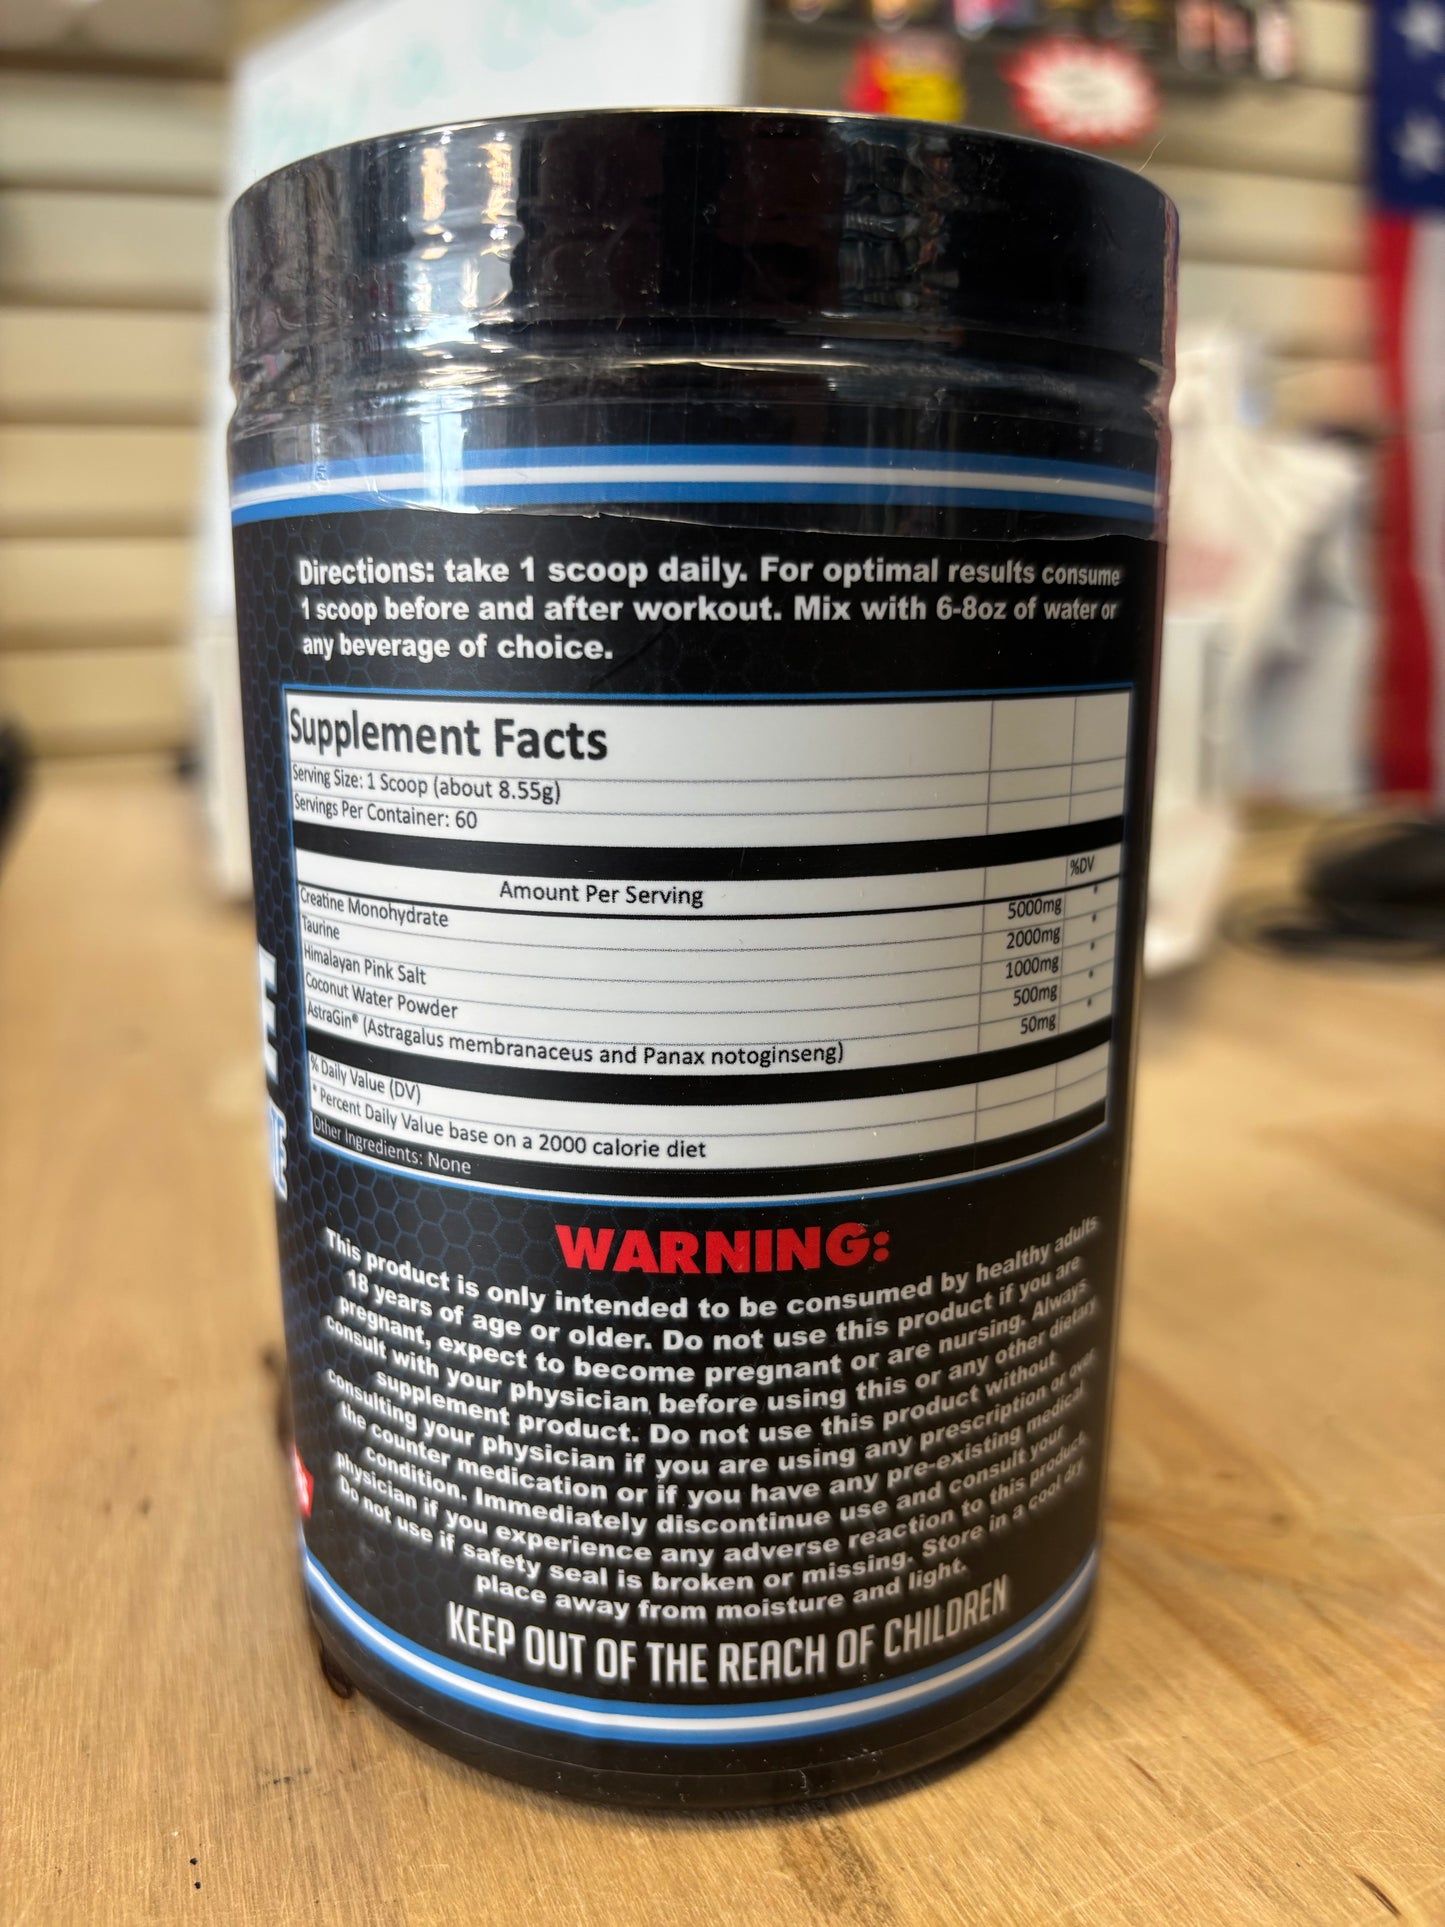 Directions: take 1 scoop daily. For optimal results consume
1 scoop before and after workout. Mix with 6-8oz of water or
any beverage of choice.
Supplement Facts
Serving Size: 1 Scoop (about 8.55g)
Servings Per Container: 60
Amount Per Serving %DV
Creatine Monohydrate 5000mg *
Taurine 2000mg *
Himalayan Pink Salt 1000mg *
Coconut Water Powder 500mg *
AstraGin® (Astragalus membranaceus and Panax notoginseng) 50mg *
% Daily Value (DV)
* Percent Daily Value base on a 2000 calorie diet
Other Ingredients: None
WARNING:
This product is only intended to be consumed by healthy adults
18 years of age or older. Do not use this product if you are
pregnant, expect to become pregnant or are nursing. Always
consult with your physician before using this or any other dietary
supplement product. Do not use this product without
consulting your physician if you are using any prescription or over
the counter medication or if you have any pre-existing medical
condition. Immediately discontinue use and consult your
physician if you experience any adverse reaction to this product.
Do not use if safety seal is broken or missing. Store in a cool dry
place away from moisture and light.
KEEP OUT OF THE REACH OF CHILDREN